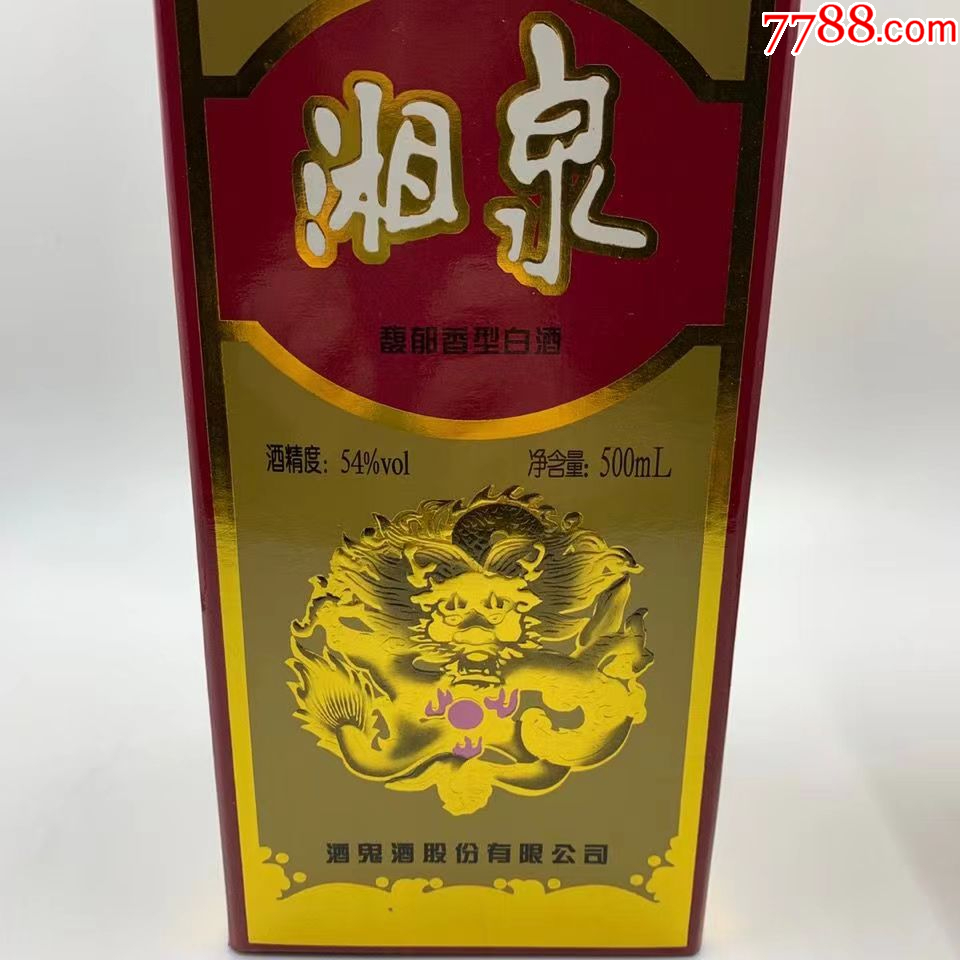 7788.com
湘泉
馥郁香型白酒
酒精度：54%vol 净含量：500mL
酒鬼酒股份有限公司